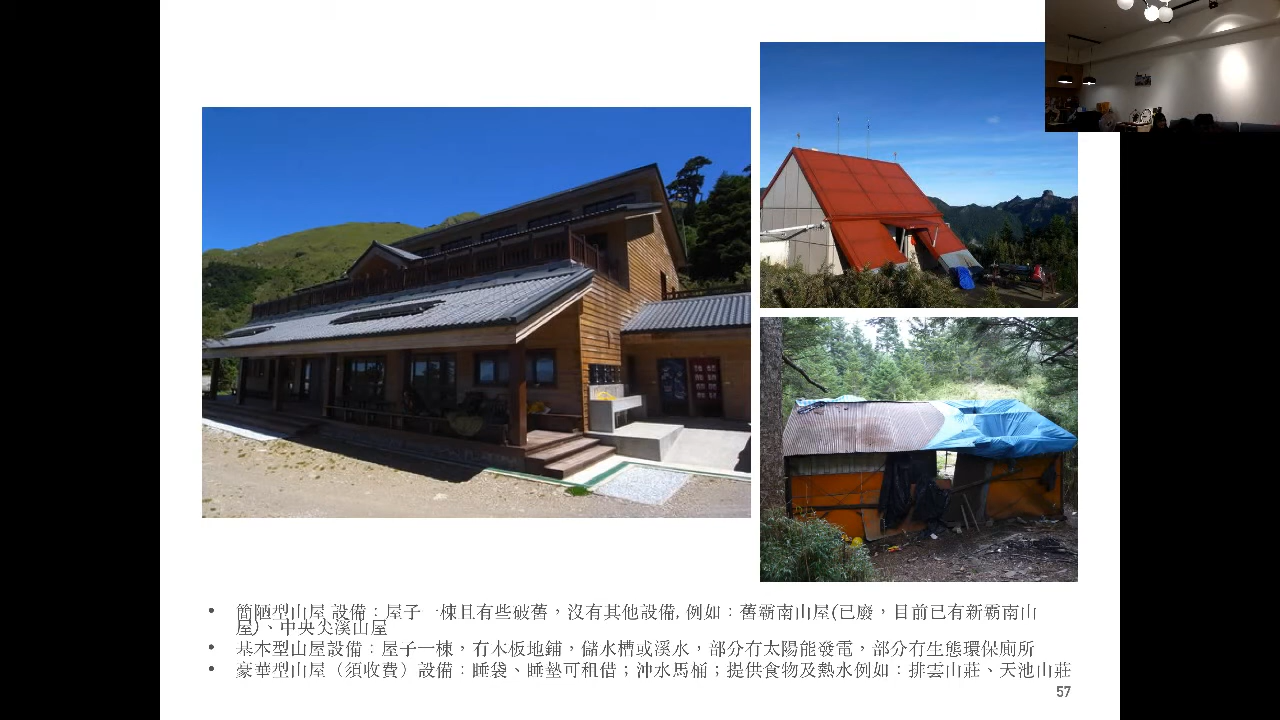 • 簡陋型山屋 設備：屋子一棟且有些破舊，沒有其他設備, 例如：舊霸南山屋(已廢，目前已有新霸南山
屋)、中央尖溪山屋
• 基本型山屋設備：屋子一棟，有木板地鋪，儲水槽或溪水，部分有太陽能發電，部分有生態環保廁所
• 豪華型山屋（須收費）設備：睡袋、睡墊可租借；沖水馬桶；提供食物及熱水例如：排雲山莊、天池山莊
57